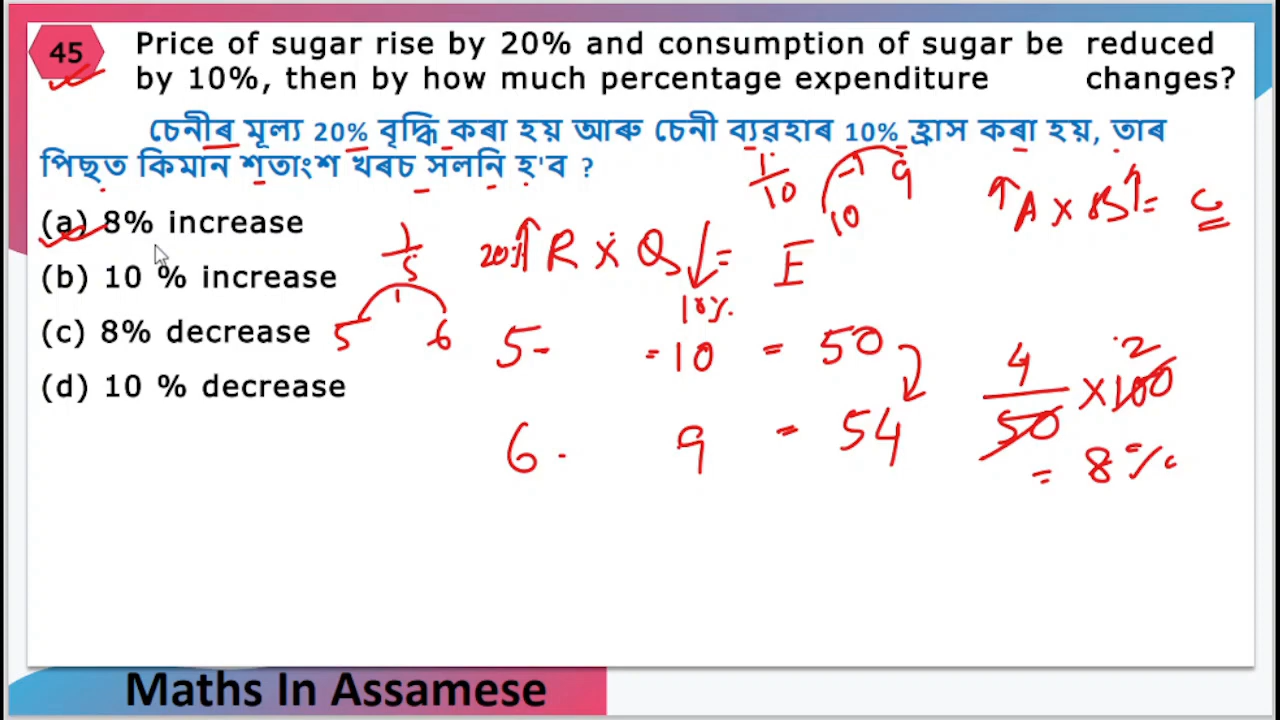 45
Price of sugar rise by 20% and consumption of sugar be reduced
by 10%, then by how much percentage expenditure changes?
চেনীৰ মূল্য 20% বৃদ্ধি কৰা হয় আৰু চেনী ব্যৱহাৰ 10% হ্ৰাস কৰা হয়, তাৰ
পিছত কিমান শতাংশ খৰচ সলনি হ'ব ?
(a) 8% increase
(b) 10 % increase
(c) 8% decrease
(d) 10 % decrease
1/10
10 -1 9
↑A × B↑ = C
1/5
5 1 6
20%↑ R × Q↓ = E
10%
5 - = 10 = 50
6 - 9 = 54
4/50 × 100 2
= 8%
Maths In Assamese